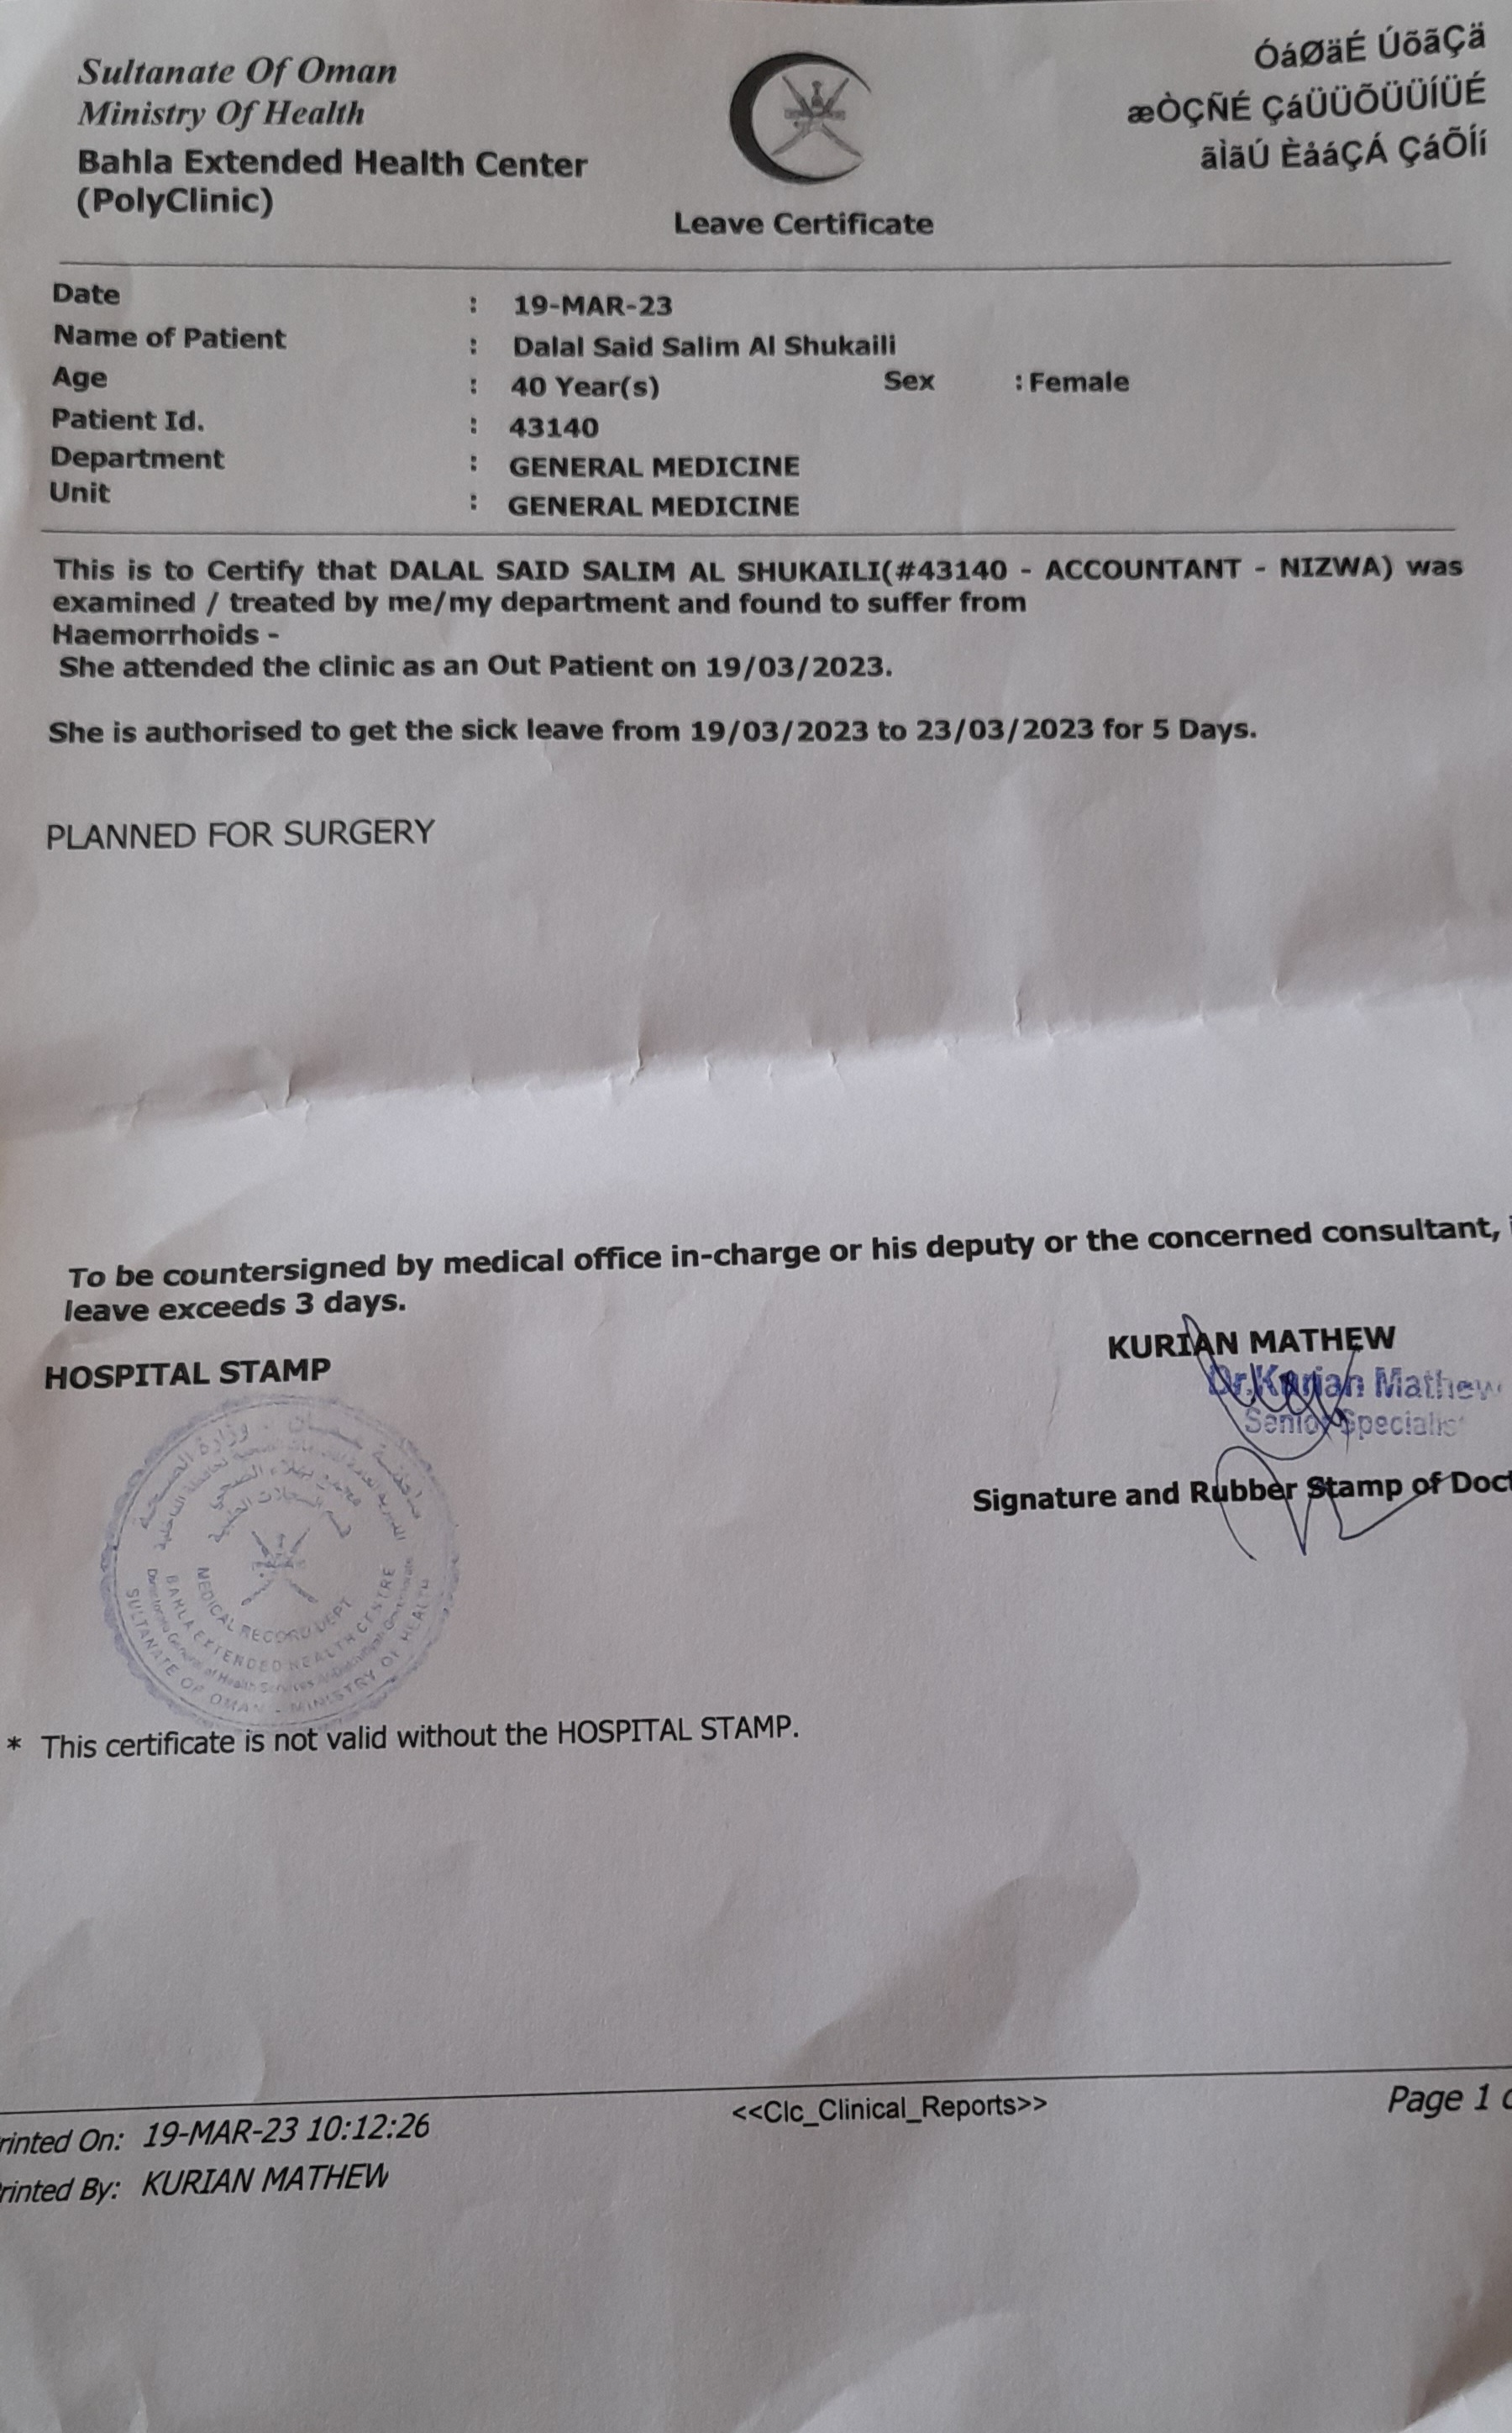 Sultanate Of Oman
Ministry Of Health
Bahla Extended Health Center
(PolyClinic)
ÓáØäÉ ÚõãÇä
æÒÇÑÉ ÇáÜÜÕÜÜÍÜÉ
ãÌãÚ ÈåáÇÁ ÇáÕÍí
Leave Certificate
Date : 19-MAR-23
Name of Patient : Dalal Said Salim Al Shukaili
Age : 40 Year(s) Sex : Female
Patient Id. : 43140
Department : GENERAL MEDICINE
Unit : GENERAL MEDICINE
This is to Certify that DALAL SAID SALIM AL SHUKAILI(#43140 - ACCOUNTANT - NIZWA) was
examined / treated by me/my department and found to suffer from
Haemorrhoids -
She attended the clinic as an Out Patient on 19/03/2023.
She is authorised to get the sick leave from 19/03/2023 to 23/03/2023 for 5 Days.
PLANNED FOR SURGERY
To be countersigned by medical office in-charge or his deputy or the concerned consultant,
leave exceeds 3 days.
HOSPITAL STAMP
KURIAN MATHEW
Dr.Kurian Mathew
Senior Specialis
Signature and Rubber Stamp of Doct
MEDICAL RECORD DEPT
BAHLA EXTENDED HEALTH CENTRE
SULTANATE OF OMAN - MINISTRY OF HEALTH
* This certificate is not valid without the HOSPITAL STAMP.
rinted On: 19-MAR-23 10:12:26
<<Clc_Clinical_Reports>>
Page 1
rinted By: KURIAN MATHEW